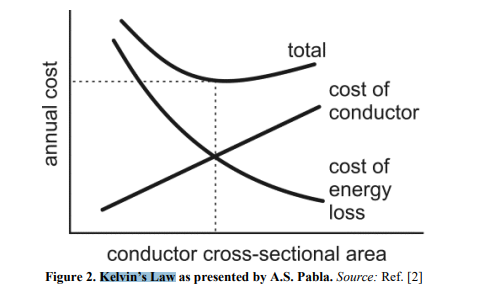 total
annual cost
cost of
conductor
cost of
energy
loss
conductor cross-sectional area
Figure 2. Kelvin's Law as presented by A.S. Pabla. Source: Ref. [2]